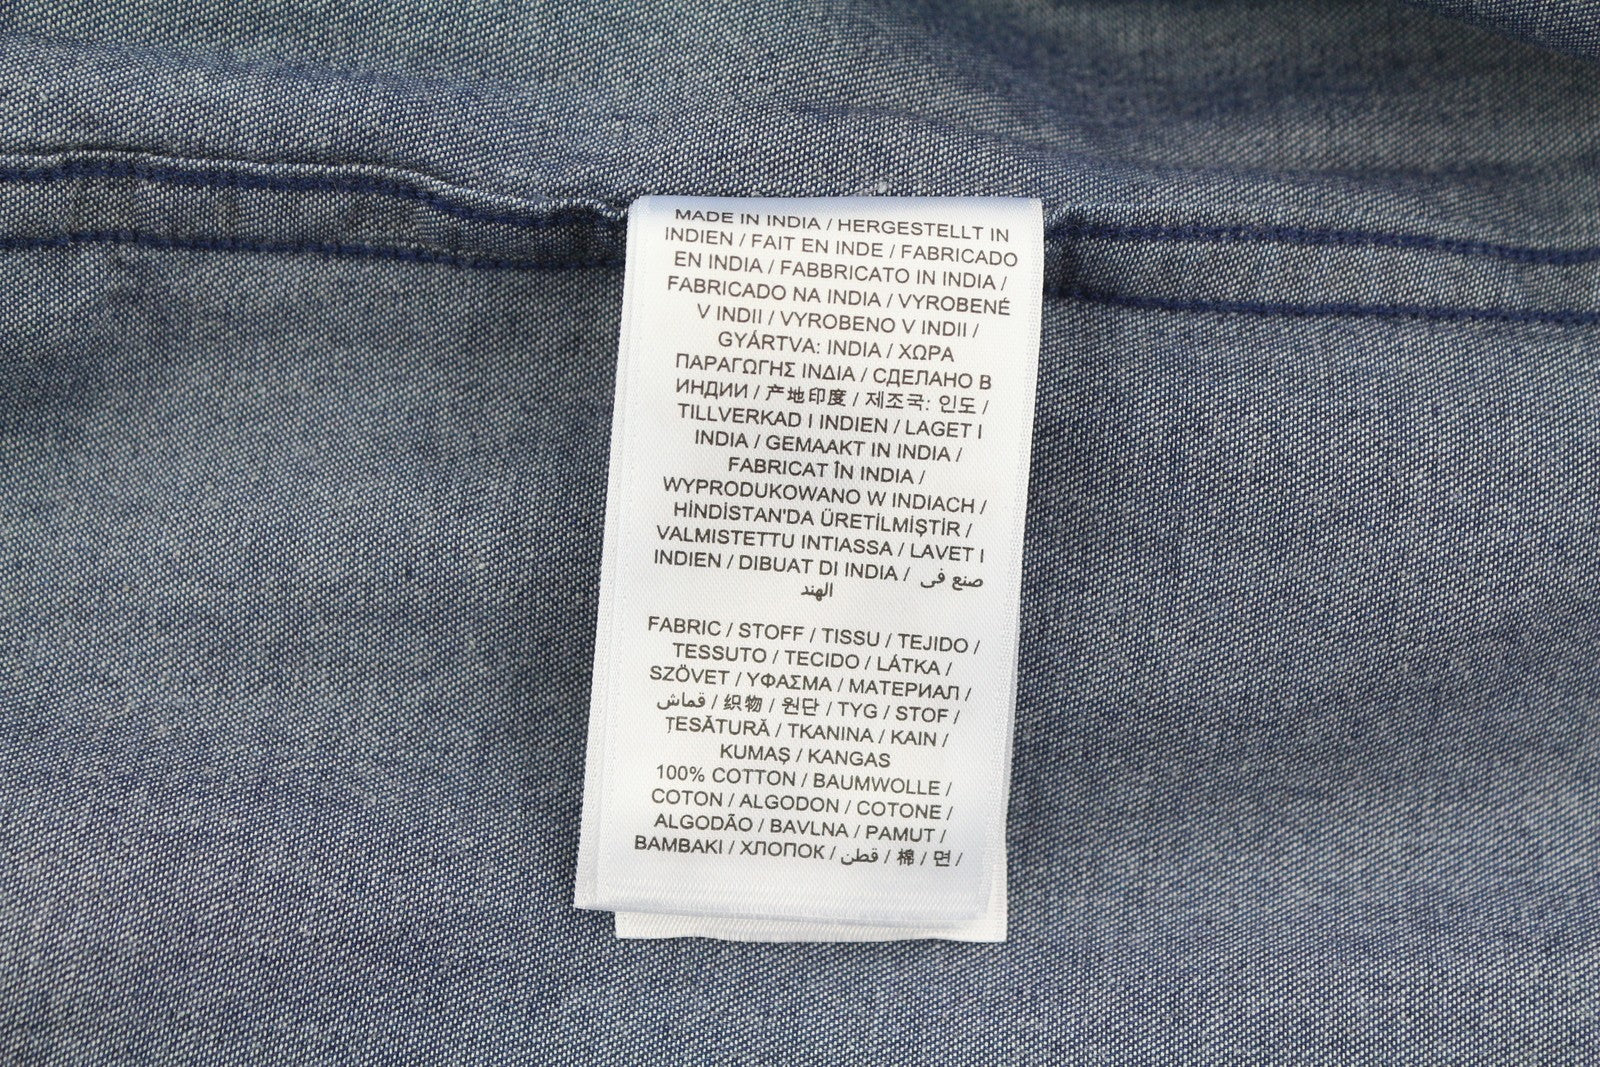 MADE IN INDIA / HERGESTELLT IN
INDIEN / FAIT EN INDE / FABRICADO
EN INDIA / FABBRICATO IN INDIA /
FABRICADO NA INDIA / VYROBENÉ
V INDII / VYROBENO V INDII /
GYÁRTVA: INDIA / ΧΩΡΑ
ΠΑΡΑΓΩΓΗΣ ΙΝΔΙΑ / СДЕЛАНО В
ИНДИИ / 产地印度 / 제조국: 인도 /
TILLVERKAD I INDIEN / LAGET I
INDIA / GEMAAKT IN INDIA /
FABRICAT ÎN INDIA /
WYPRODUKOWANO W INDIACH /
HİNDİSTAN'DA ÜRETİLMİŞTİR /
VALMISTETTU INTIASSA / LAVET I
INDIEN / DIBUAT DI INDIA / صنع في
الهند
FABRIC / STOFF / TISSU / TEJIDO /
TESSUTO / TECIDO / LÁTKA /
SZÖVET / ΥΦΑΣΜΑ / МАТЕРИАЛ /
قماش / 织物 / 원단 / TYG / STOF /
ȚESĂTURĂ / TKANINA / KAIN /
KUMAŞ / KANGAS
100% COTTON / BAUMWOLLE /
COTON / ALGODON / COTONE /
ALGODÃO / BAVLNA / PAMUT /
ΒΑΜΒΑΚΙ / ХЛОПОК / قطن / 棉 / 면 /